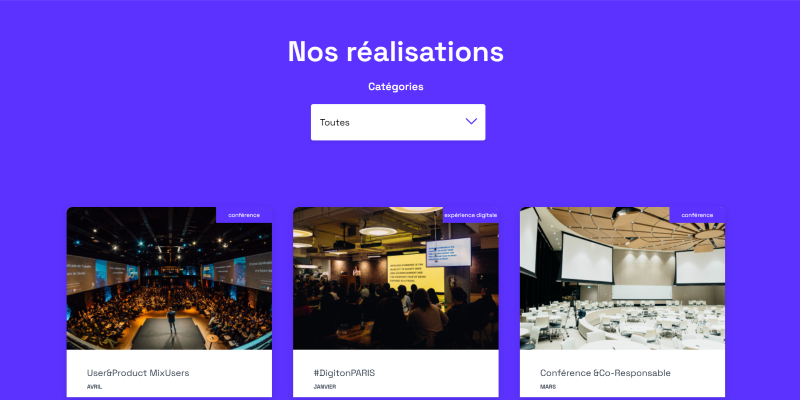 Nos réalisations
Catégories
Toutes
conférence
expérience digitale
conférence
User&Product MixUsers
AVRIL
#DigitonPARIS
JANVIER
Conférence &Co-Responsable
MARS